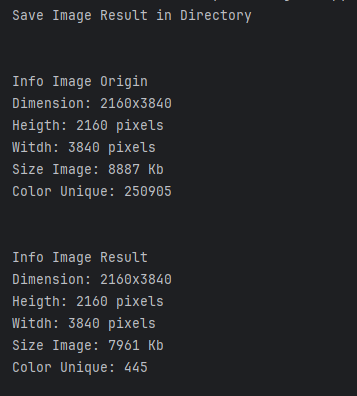 Save Image Result in Directory
Info Image Origin
Dimension: 2160x3840
Heigth: 2160 pixels
Witdh: 3840 pixels
Size Image: 8887 Kb
Color Unique: 250905
Info Image Result
Dimension: 2160x3840
Heigth: 2160 pixels
Witdh: 3840 pixels
Size Image: 7961 Kb
Color Unique: 445